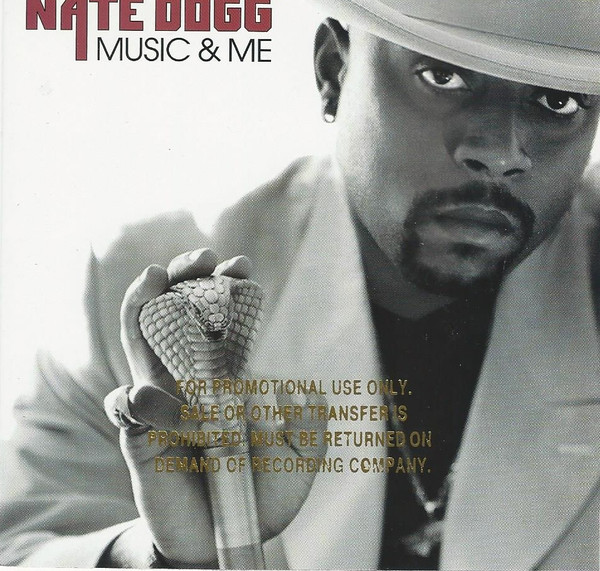 NATE DOGG
MUSIC & ME
FOR PROMOTIONAL USE ONLY.
SALE OR OTHER TRANSFER IS
PROHIBITED. MUST BE RETURNED ON
DEMAND OF RECORDING COMPANY.